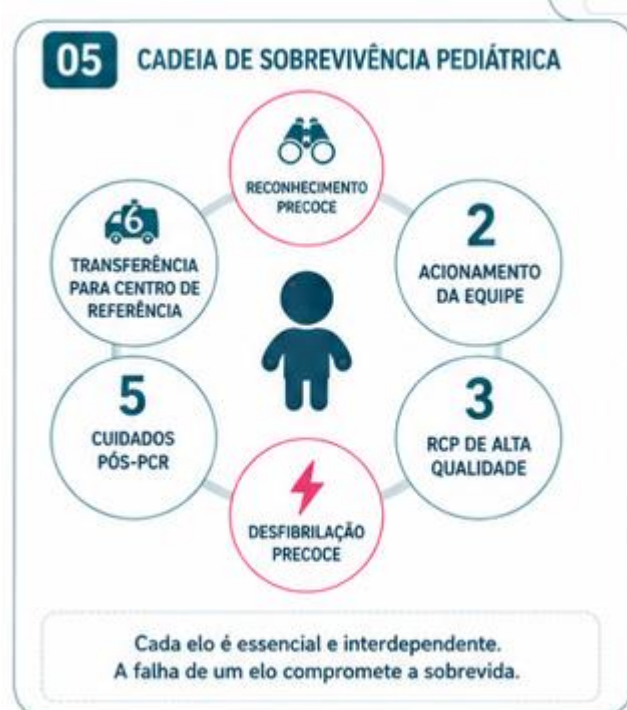 05 CADEIA DE SOBREVIVÊNCIA PEDIÁTRICA
RECONHECIMENTO
PRECOCE
2
ACIONAMENTO
DA EQUIPE
3
RCP DE ALTA
QUALIDADE
DESFIBRILAÇÃO
PRECOCE
5
CUIDADOS
PÓS-PCR
6
TRANSFERÊNCIA
PARA CENTRO DE
REFERÊNCIA
Cada elo é essencial e interdependente.
A falha de um elo compromete a sobrevida.